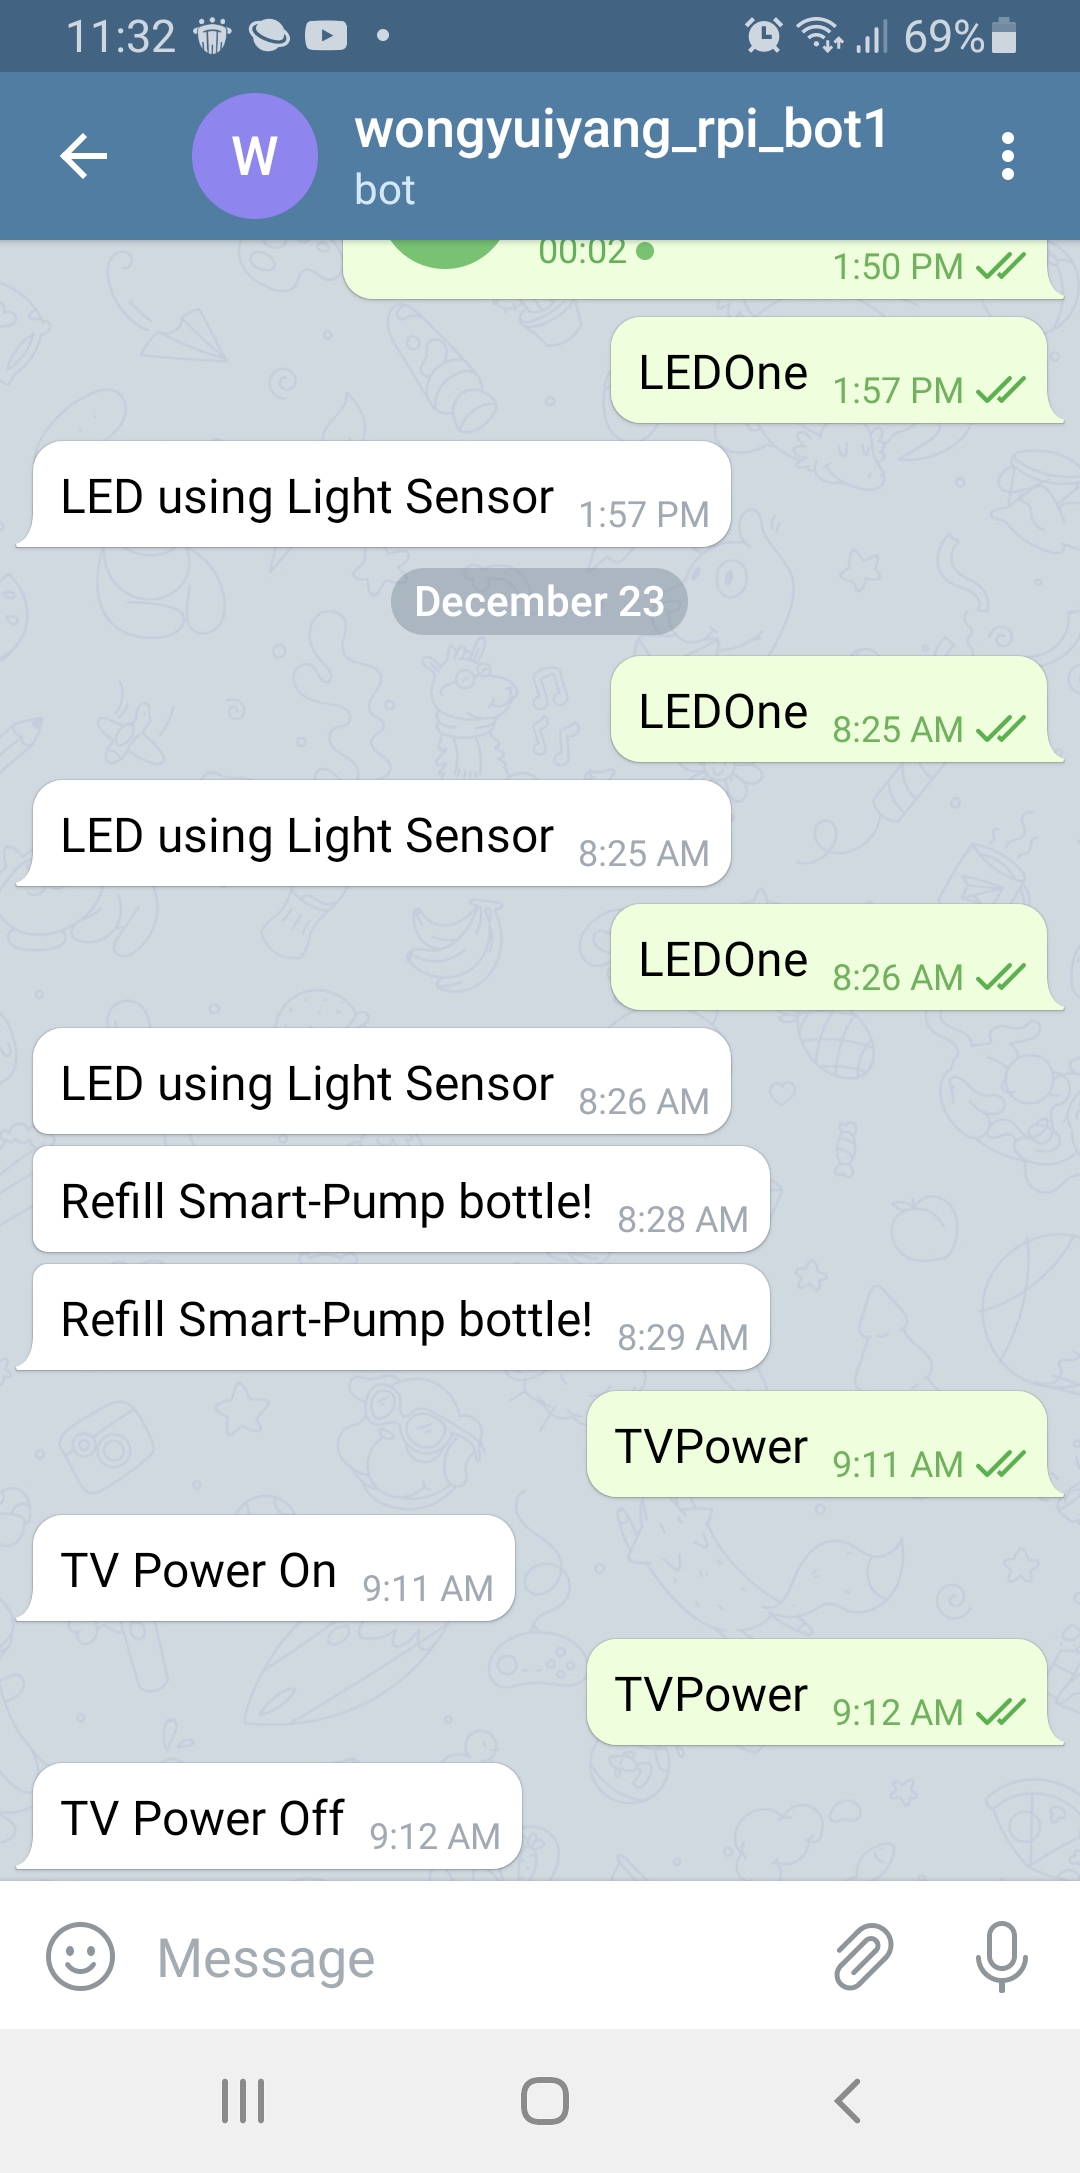 11:32 69%
W wongyuiyang_rpi_bot1
bot
00:02 1:50 PM
LEDOne 1:57 PM
LED using Light Sensor 1:57 PM
December 23
LEDOne 8:25 AM
LED using Light Sensor 8:25 AM
LEDOne 8:26 AM
LED using Light Sensor 8:26 AM
Refill Smart-Pump bottle! 8:28 AM
Refill Smart-Pump bottle! 8:29 AM
TVPower 9:11 AM
TV Power On 9:11 AM
TVPower 9:12 AM
TV Power Off 9:12 AM
Message